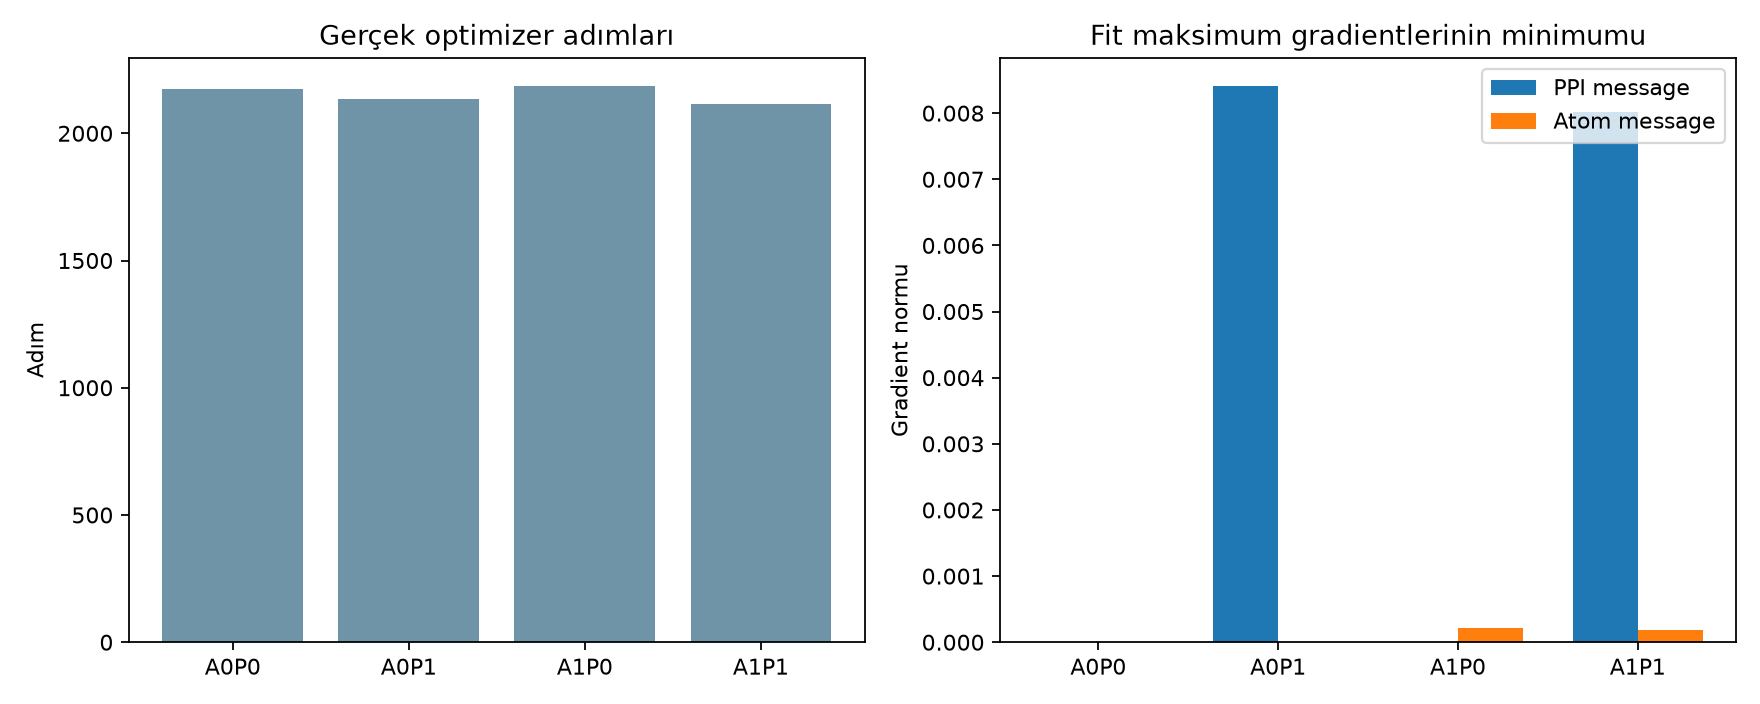 Gerçek optimizer adımları
Adım
2000
1500
1000
500
0
A0P0
A0P1
A1P0
A1P1
Fit maksimum gradientlerinin minimumu
Gradient normu
PPI message
Atom message
0.008
0.007
0.006
0.005
0.004
0.003
0.002
0.001
0.000
A0P0
A0P1
A1P0
A1P1